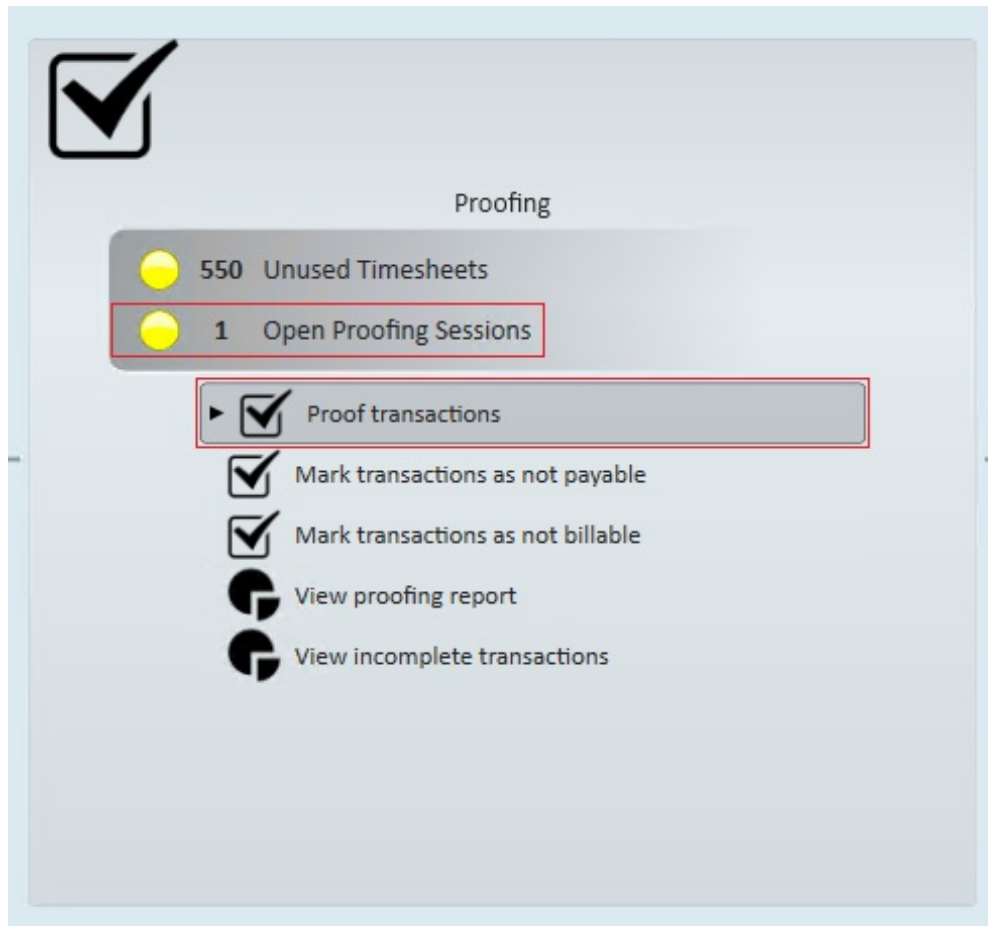 Proofing
550 Unused Timesheets
1 Open Proofing Sessions
Proof transactions
Mark transactions as not payable
Mark transactions as not billable
View proofing report
View incomplete transactions